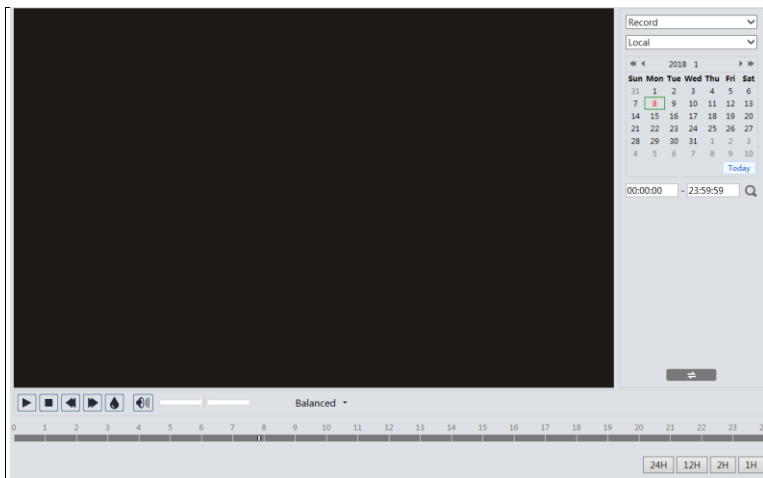 Record
Local
2018 1
Sun Mon Tue Wed Thu Fri Sat
31 1 2 3 4 5 6
7 8 9 10 11 12 13
14 15 16 17 18 19 20
21 22 23 24 25 26 27
28 29 30 31 1 2 3
4 5 6 7 8 9 10
Today
00:00:00 - 23:59:59
Balanced
0 1 2 3 4 5 6 7 8 9 10 11 12 13 14 15 16 17 18 19 20 21 22 23
24H 12H 2H 1H